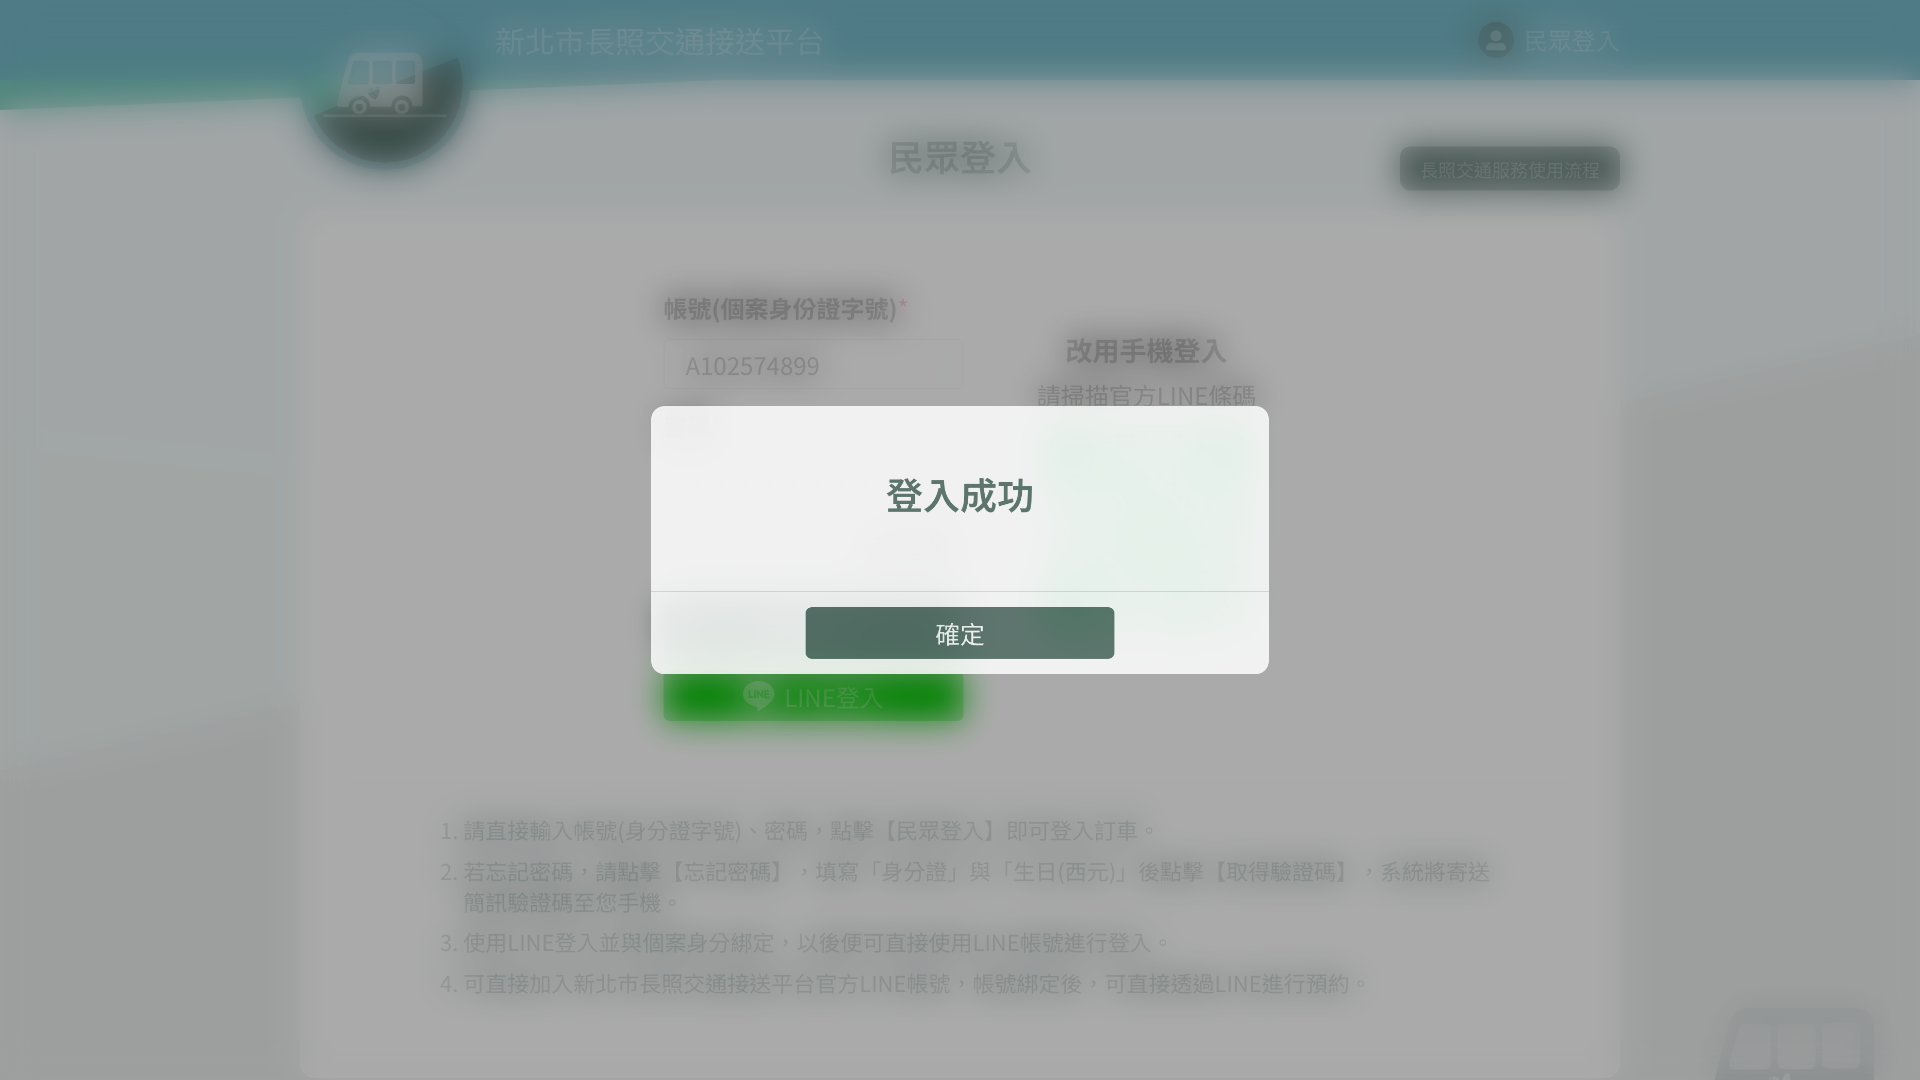 新北市長照交通接送平台
民眾登入
民眾登入
長照交通服務使用流程
帳號(個案身份證字號)*
A102574899
改用手機登入
請掃描官方LINE條碼
登入成功
確定
LINE登入
1. 請直接輸入帳號(身分證字號)、密碼，點擊【民眾登入】即可登入訂車。
2. 若忘記密碼，請點擊【忘記密碼】，填寫「身分證」與「生日(西元)」後點擊【取得驗證碼】，系統將寄送
簡訊驗證碼至您手機。
3. 使用LINE登入並與個案身分綁定，以後便可直接使用LINE帳號進行登入。
4. 可直接加入新北市長照交通接送平台官方LINE帳號，帳號綁定後，可直接透過LINE進行預約。